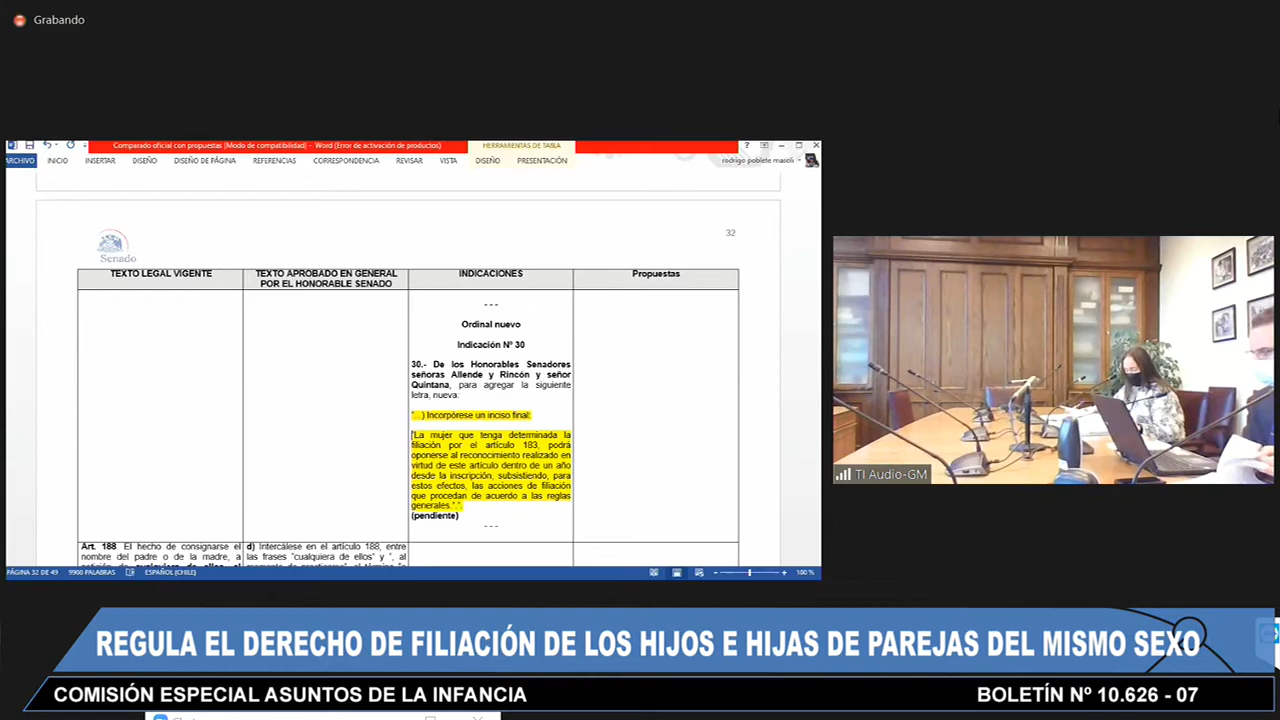 Grabando
Comparado oficial con propuestas [Modo de compatibilidad] - Word (Error de activación de productos)
HERRAMIENTAS DE TABLA
ARCHIVO INICIO INSERTAR DISEÑO DISEÑO DE PÁGINA REFERENCIAS CORRESPONDENCIA REVISAR VISTA DISEÑO PRESENTACIÓN
rodrigo poblete masoli
32
Senado
TEXTO LEGAL VIGENTE
TEXTO APROBADO EN GENERAL
POR EL HONORABLE SENADO
INDICACIONES
Propuestas
- - -
Ordinal nuevo
Indicación Nº 30
30.- De los Honorables Senadores
señoras Allende y Rincón y señor
Quintana, para agregar la siguiente
letra, nueva:
"...) Incorpórese un inciso final:
"La mujer que tenga determinada la
filiación por el artículo 183, podrá
oponerse al reconocimiento realizado en
virtud de este artículo dentro de un año
desde la inscripción, subsistiendo, para
estos efectos, las acciones de filiación
que procedan de acuerdo a las reglas
generales.".".
(pendiente)
- - -
Art. 188 El hecho de consignarse el
nombre del padre o de la madre, a
d) Intercálese en el artículo 188, entre
las frases "cualquiera de ellos" y ", al
PÁGINA 32 DE 49 9906 PALABRAS ESPAÑOL (CHILE)
100 %
TI Audio-GM
REGULA EL DERECHO DE FILIACIÓN DE LOS HIJOS E HIJAS DE PAREJAS DEL MISMO SEXO
COMISIÓN ESPECIAL ASUNTOS DE LA INFANCIA
BOLETÍN Nº 10.626 - 07